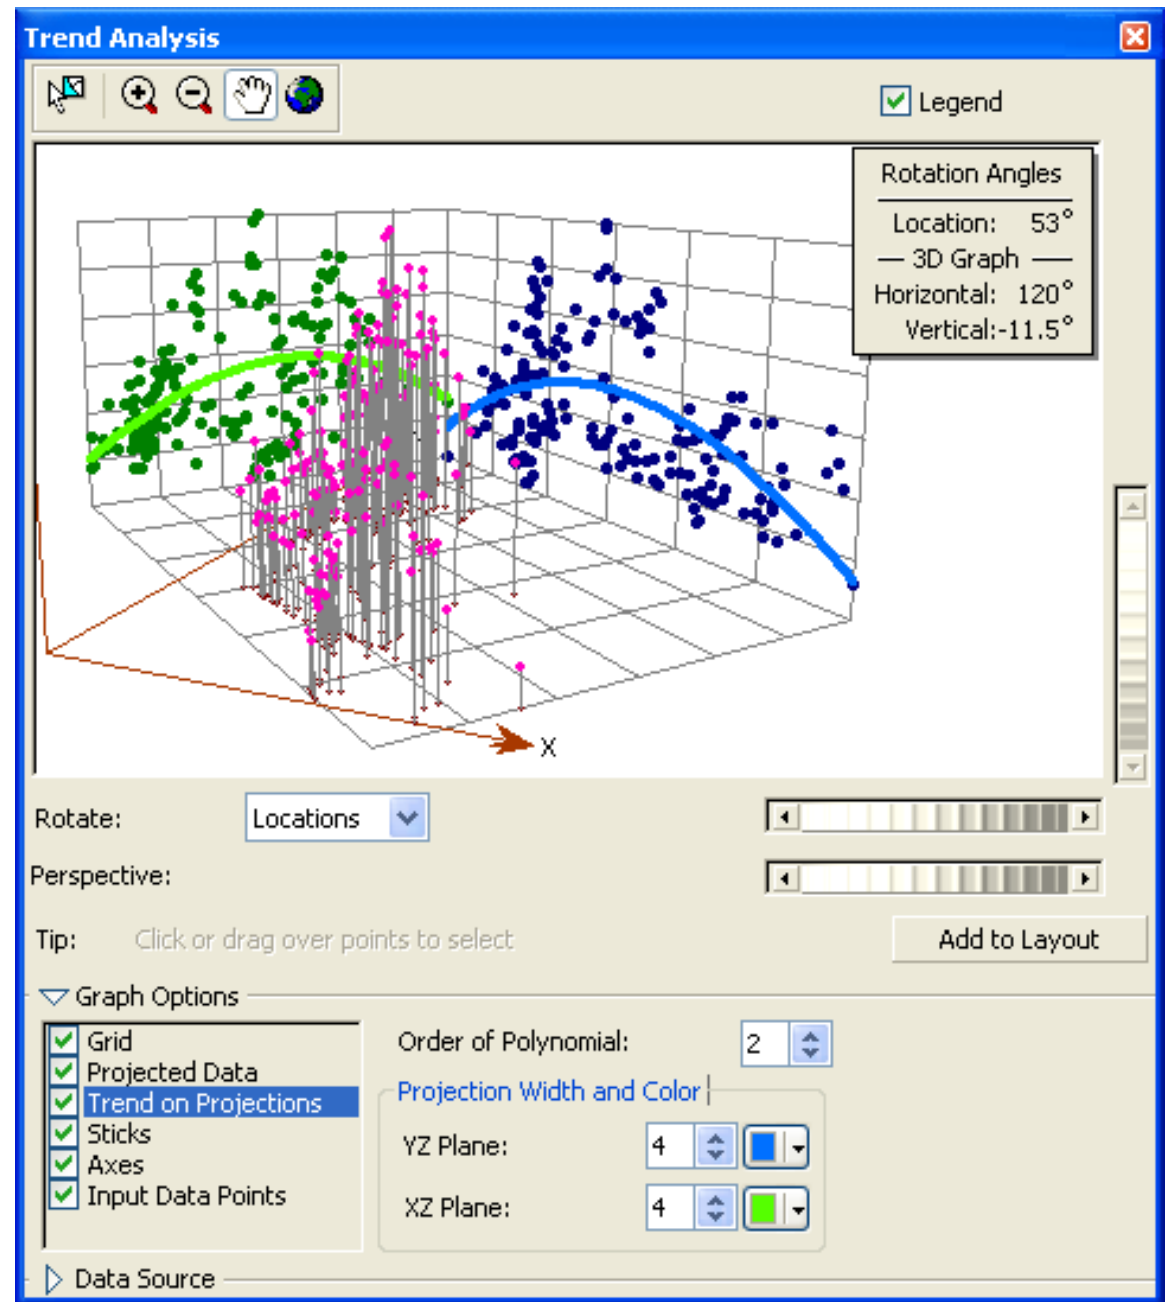 Trend Analysis
Legend
Rotation Angles
Location: 53°
3D Graph
Horizontal: 120°
Vertical:-11.5°
X
Rotate: Locations
Perspective:
Tip: Click or drag over points to select Add to Layout
Graph Options
Grid
Projected Data
Trend on Projections
Sticks
Axes
Input Data Points
Order of Polynomial: 2
Projection Width and Color
YZ Plane: 4
XZ Plane: 4
Data Source